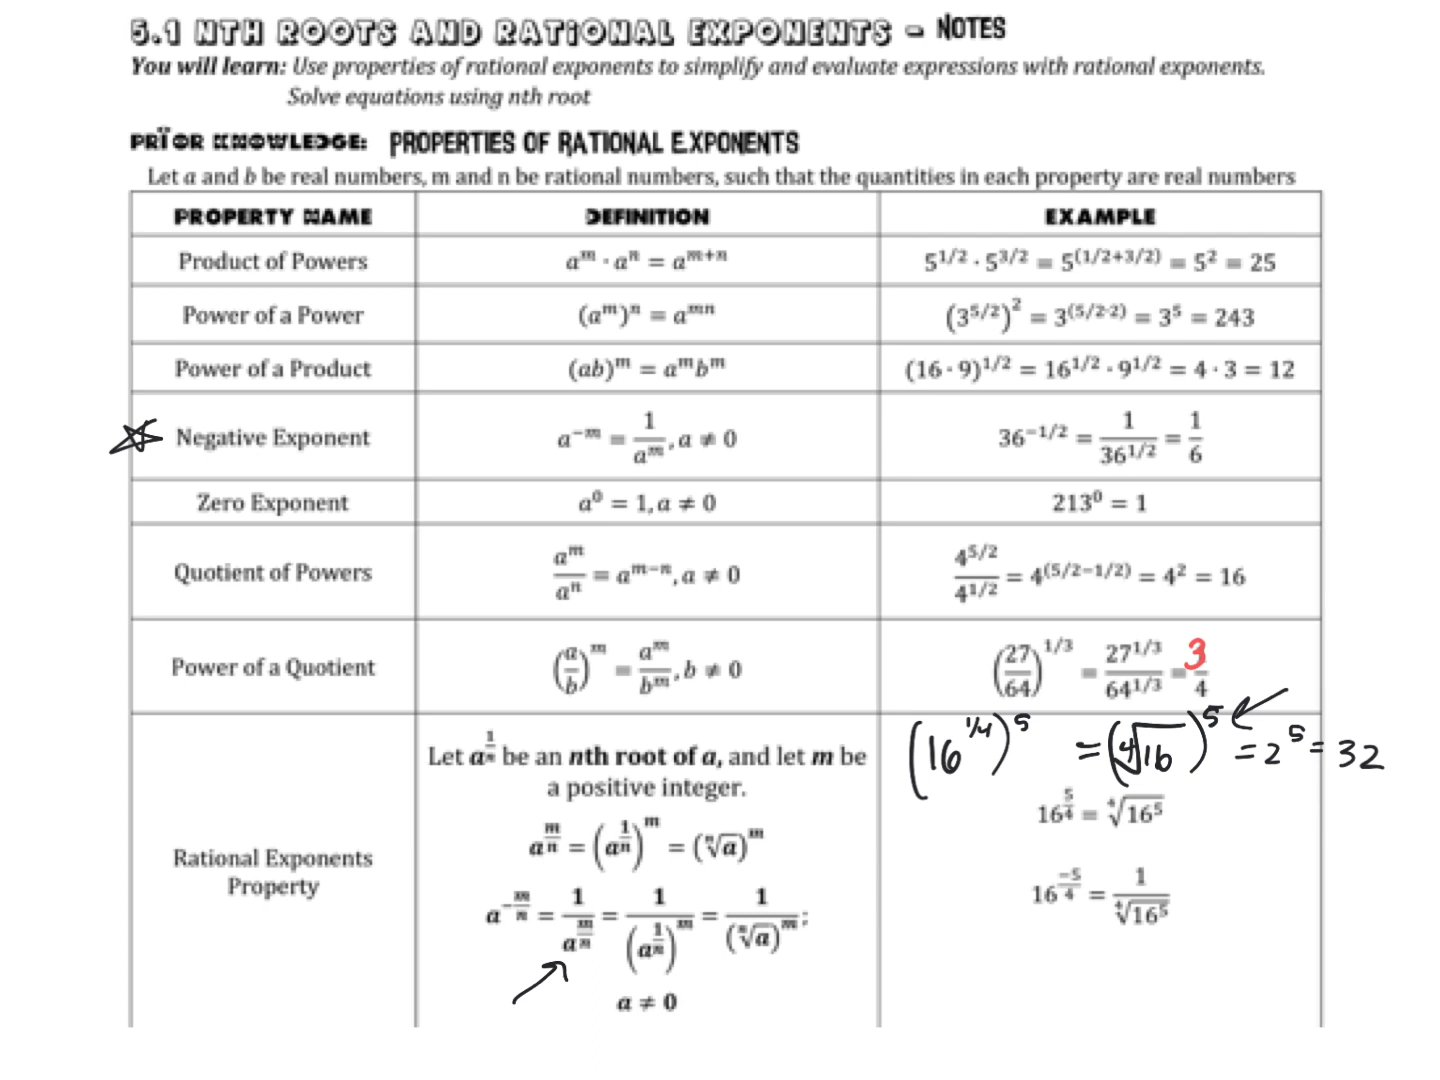 5.1 NTH ROOTS AND RATIONAL EXPONENTS – NOTES
You will learn: Use properties of rational exponents to simplify and evaluate expressions with rational exponents.
Solve equations using nth root
PRIOR KNOWLEDGE: PROPERTIES OF RATIONAL EXPONENTS
Let a and b be real numbers, m and n be rational numbers, such that the quantities in each property are real numbers
PROPERTY NAME DEFINITION EXAMPLE
Product of Powers a^m · a^n = a^(m+n) 5^(1/2) · 5^(3/2) = 5^(1/2+3/2) = 5^2 = 25
Power of a Power (a^m)^n = a^(mn) (3^(5/2))^2 = 3^(5/2·2) = 3^5 = 243
Power of a Product (ab)^m = a^m b^m (16 · 9)^(1/2) = 16^(1/2) · 9^(1/2) = 4 · 3 = 12
Negative Exponent a^(−m) = 1/a^m, a ≠ 0 36^(−1/2) = 1/36^(1/2) = 1/6
Zero Exponent a^0 = 1, a ≠ 0 213^0 = 1
Quotient of Powers a^m/a^n = a^(m−n), a ≠ 0 4^(5/2)/4^(1/2) = 4^(5/2−1/2) = 4^2 = 16
Power of a Quotient (a/b)^m = a^m/b^m, b ≠ 0 (27/64)^(1/3) = 27^(1/3)/64^(1/3) = 3/4
Rational Exponents
Property
Let a^(1/n) be an nth root of a, and let m be
a positive integer.
a^(m/n) = (a^(1/n))^m = (ⁿ√a)^m
a^(−m/n) = 1/a^(m/n) = 1/(a^(1/n))^m = 1/(ⁿ√a)^m;
a ≠ 0
(16^(1/4))^5 = (⁴√16)^5 = 2^5 = 32
16^(5/4) = ⁴√16^5
16^(−5/4) = 1/⁴√16^5